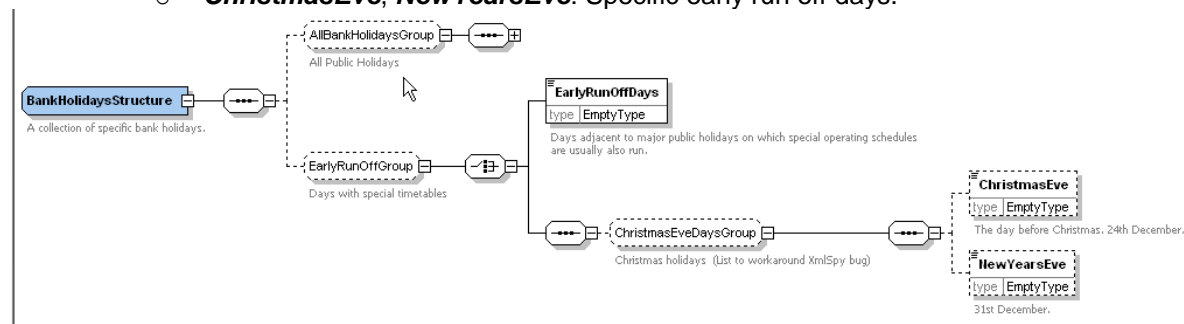 ○ ChristmasEve, NewYearsEve: Specific early run off days.
AllBankHolidaysGroup
All Public Holidays
BankHolidaysStructure
A collection of specific bank holidays.
EarlyRunOffDays
type EmptyType
Days adjacent to major public holidays on which special operating schedules
are usually also run.
EarlyRunOffGroup
Days with special timetables
ChristmasEve
type EmptyType
The day before Christmas. 24th December.
ChristmasEveDaysGroup
Christmas holidays (List to workaround XmlSpy bug)
NewYearsEve
type EmptyType
31st December.